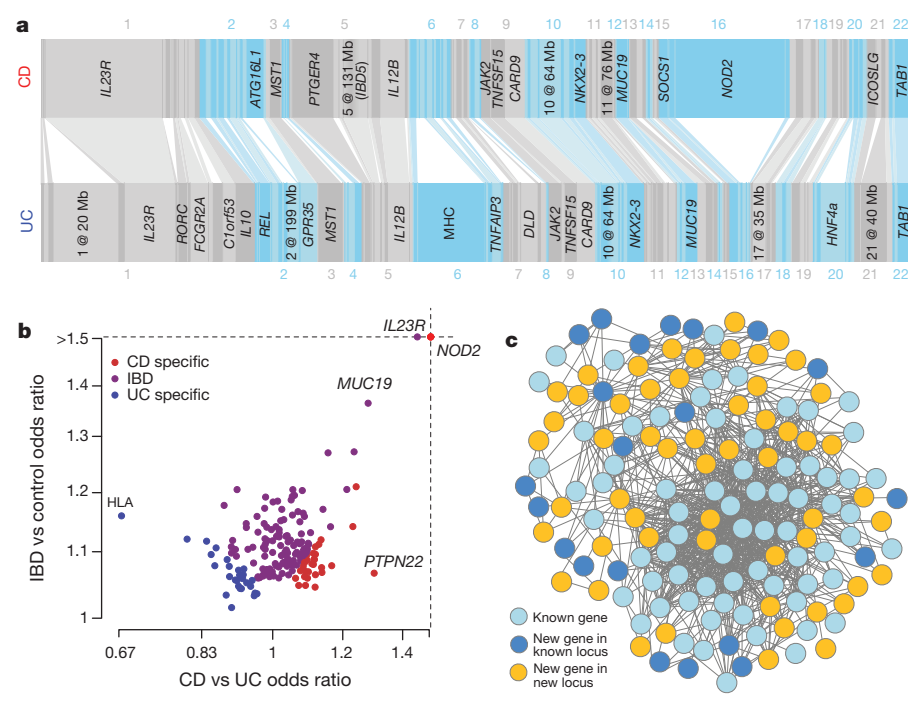 a
1 2 3 4 5 6 7 8 9 10 11 12 13 14 15 16 17 18 19 20 21 22
CD
IL23R
ATG16L1
MST1
PTGER4
5 @ 131 Mb
(IBD5)
IL12B
JAK2
TNFSF15
CARD9
10 @ 64 Mb
NKX2-3
11 @ 76 Mb
MUC19
SOCS1
NOD2
ICOSLG
TAB1
UC
1 @ 20 Mb
IL23R
RORC
FCGR2A
C1orf53
IL10
REL
2 @ 199 Mb
GPR35
MST1
IL12B
MHC
TNFAIP3
DLD
JAK2
TNFSF15
CARD9
10 @ 64 Mb
NKX2-3
MUC19
17 @ 35 Mb
HNF4a
21 @ 40 Mb
TAB1
1 2 3 4 5 6 7 8 9 10 11 12 13 14 15 16 17 18 19 20 21 22
b
IBD vs control odds ratio
>1.5
1.4
1.3
1.2
1.1
1
CD specific
IBD
UC specific
IL23R
NOD2
MUC19
HLA
PTPN22
0.67 0.83 1 1.2 1.4
CD vs UC odds ratio
c
Known gene
New gene in
known locus
New gene in
new locus